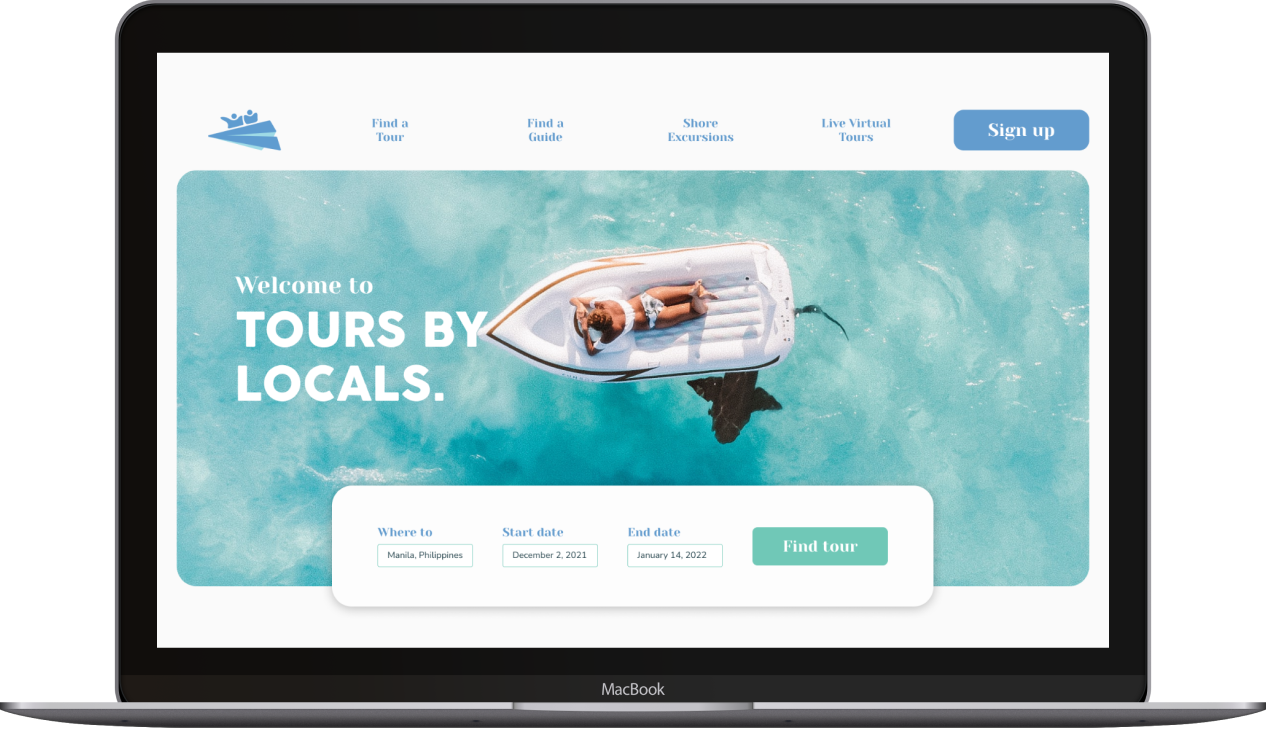 Find a
Tour
Find a
Guide
Shore
Excursions
Live Virtual
Tours
Sign up
Welcome to
TOURS BY
LOCALS.
Where to
Start date
End date
Manila, Philippines
December 2, 2021
January 14, 2022
Find tour
MacBook